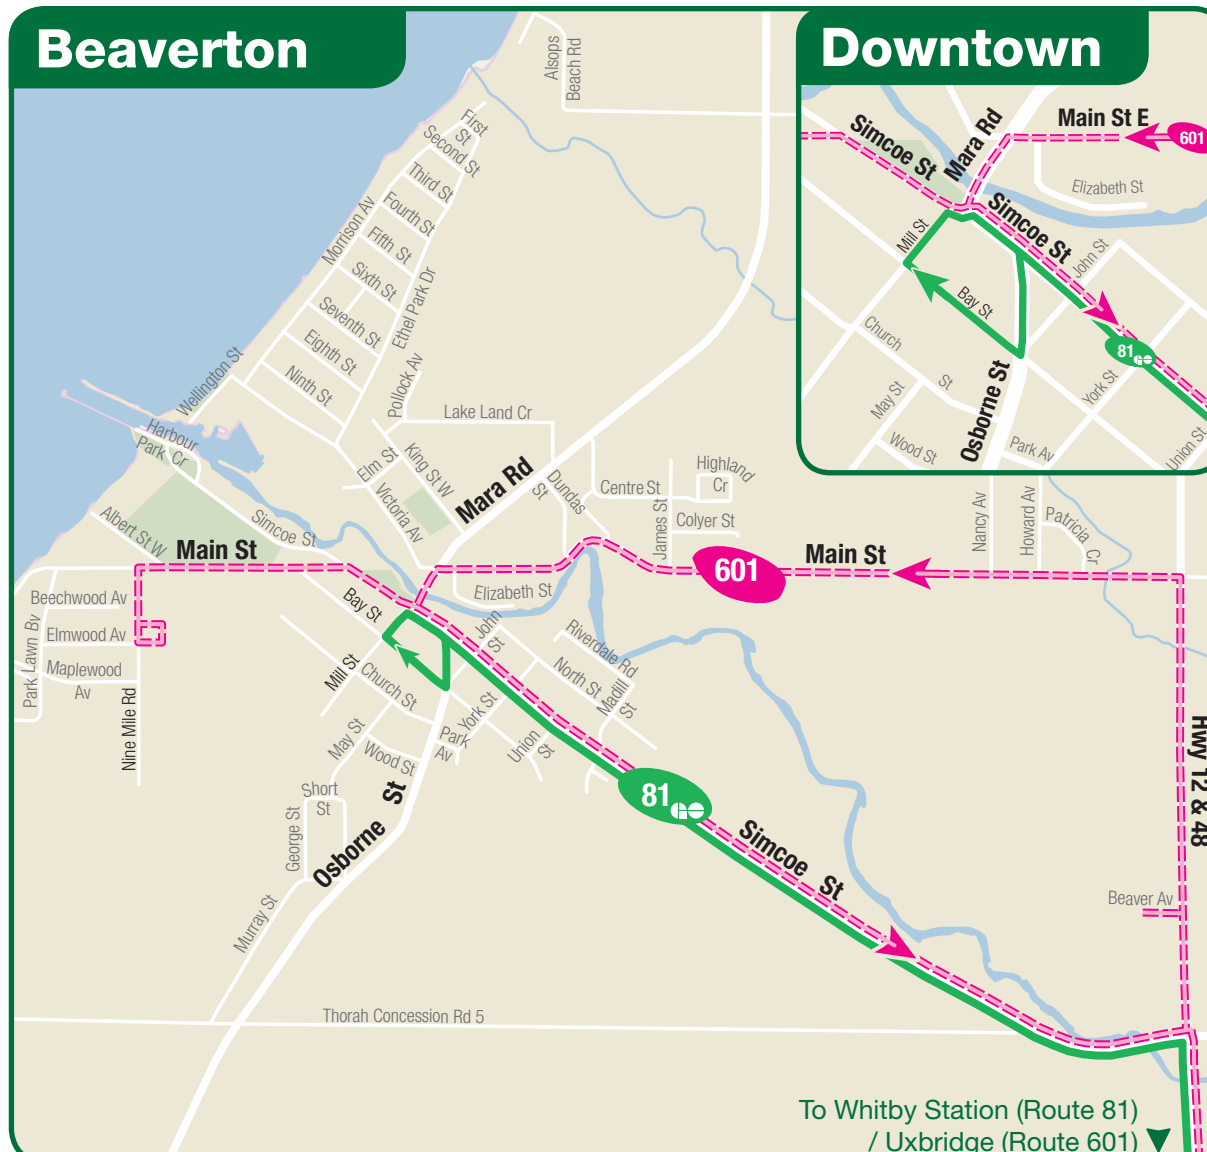 Beaverton
Downtown
Alsops
Beach Rd
First
St
Second St
Third St
Fourth St
Fifth St
Sixth St
Seventh St
Eighth St
Ninth St
Morrison Av
Ethel Park Dr
Wellington St
Pollock Av
Lake Land Cr
Harbour
Park Cr
Elm St
King St W
Victoria Av
Mara Rd
Dundas
St
Centre St
Highland
Cr
James St
Colyer St
Simcoe St
Albert St W
Main St
601
Main St
Nancy Av
Howard Av
Patricia
Cr
Beechwood Av
Elmwood Av
Maplewood
Av
Park Lawn Bv
Nine Mile Rd
Bay St
Mill St
Elizabeth St
John
St
Riverdale Rd
North St
Madill
St
Church St
May St
Wood St
York St
Park
Av
Union
St
Short
St
George St
Osborne St
Murray St
81
Simcoe St
Hwy 12 & 48
Beaver Av
Thorah Concession Rd 5
To Whitby Station (Route 81)
/ Uxbridge (Route 601)
Simcoe St
Mara Rd
Main St E
601
Elizabeth St
Simcoe St
Mill St
John St
Bay St
81
Church
St
May St
Wood St
Osborne St
York St
Park Av
Union St